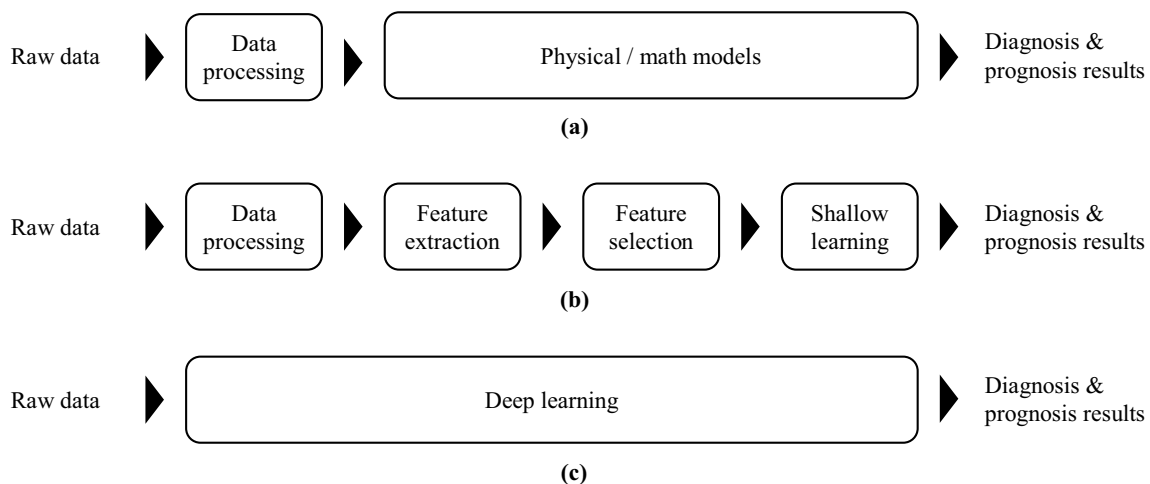 Raw data
Data
processing
Physical / math models
Diagnosis &
prognosis results
(a)
Raw data
Data
processing
Feature
extraction
Feature
selection
Shallow
learning
Diagnosis &
prognosis results
(b)
Raw data
Deep learning
Diagnosis &
prognosis results
(c)